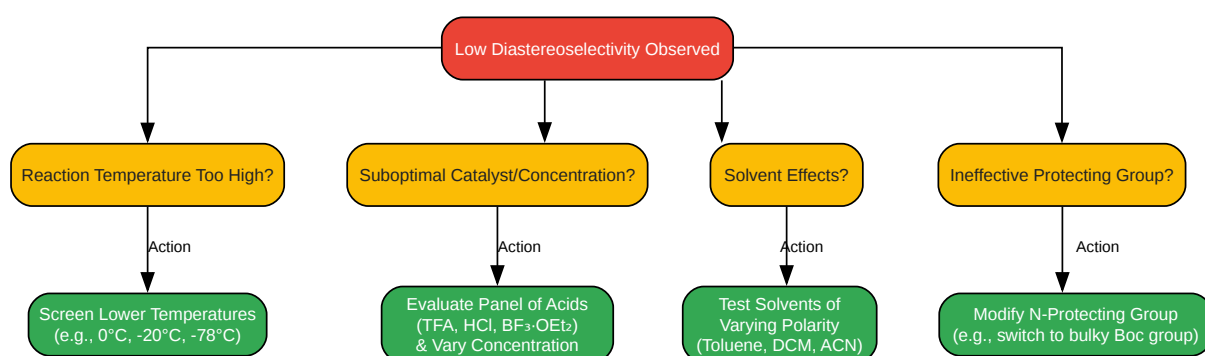 Low Diastereoselectivity Observed
Reaction Temperature Too High?
Suboptimal Catalyst/Concentration?
Solvent Effects?
Ineffective Protecting Group?
Action
Action
Action
Action
Screen Lower Temperatures
(e.g., 0°C, -20°C, -78°C)
Evaluate Panel of Acids
(TFA, HCl, BF₃·OEt₂)
& Vary Concentration
Test Solvents of
Varying Polarity
(Toluene, DCM, ACN)
Modify N-Protecting Group
(e.g., switch to bulky Boc group)